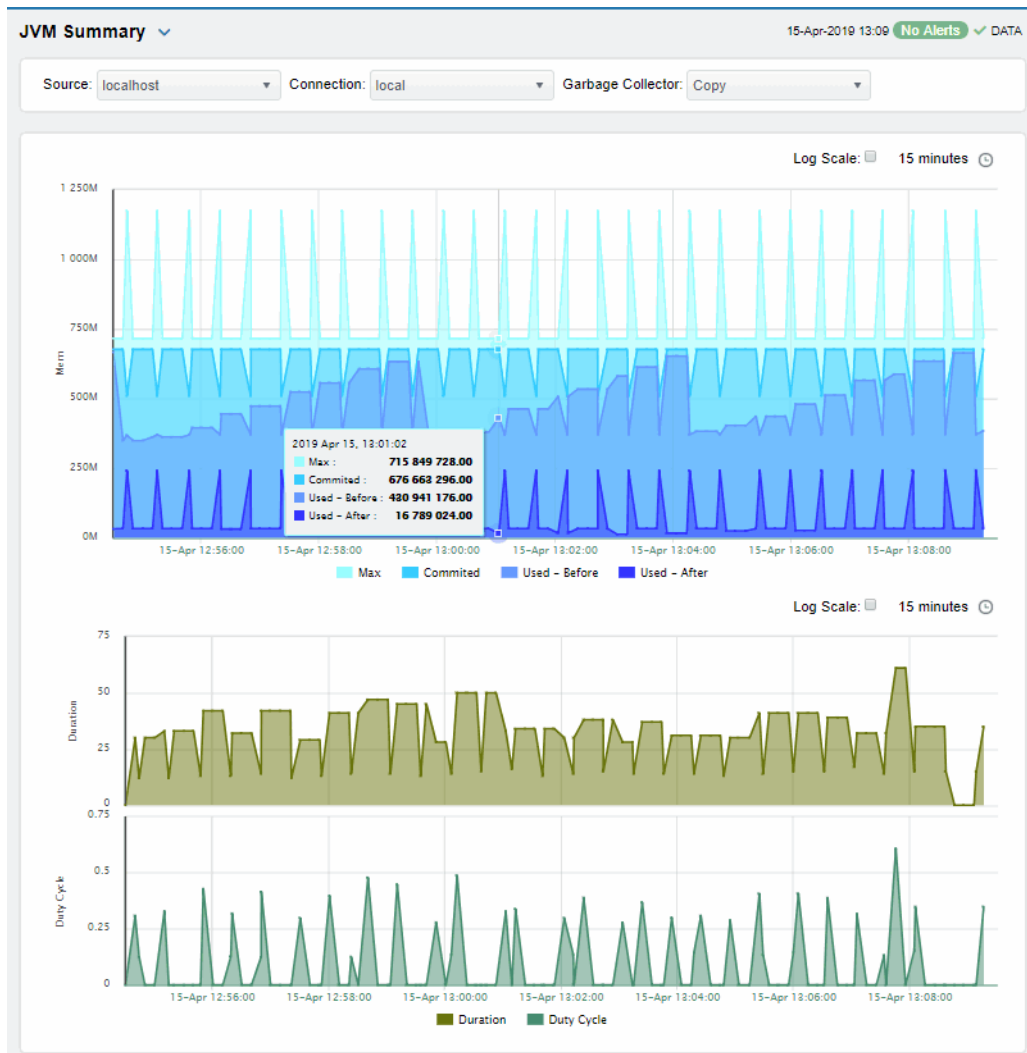 JVM Summary
15-Apr-2019 13:09 No Alerts DATA
Source: localhost Connection: local Garbage Collector: Copy
Log Scale: 15 minutes
1 250M
1 000M
750M
500M
250M
0M
Mem
2019 Apr 15, 13:01:02
Max : 715 849 728.00
Commited : 676 663 296.00
Used - Before : 430 941 176.00
Used - After : 16 789 024.00
15-Apr 12:56:00 15-Apr 12:58:00 15-Apr 13:00:00 15-Apr 13:02:00 15-Apr 13:04:00 15-Apr 13:06:00 15-Apr 13:08:00
Max Commited Used - Before Used - After
Log Scale: 15 minutes
75
50
25
0
Duration
0.75
0.5
0.25
0
Duty Cycle
15-Apr 12:56:00 15-Apr 12:58:00 15-Apr 13:00:00 15-Apr 13:02:00 15-Apr 13:04:00 15-Apr 13:06:00 15-Apr 13:08:00
Duration Duty Cycle